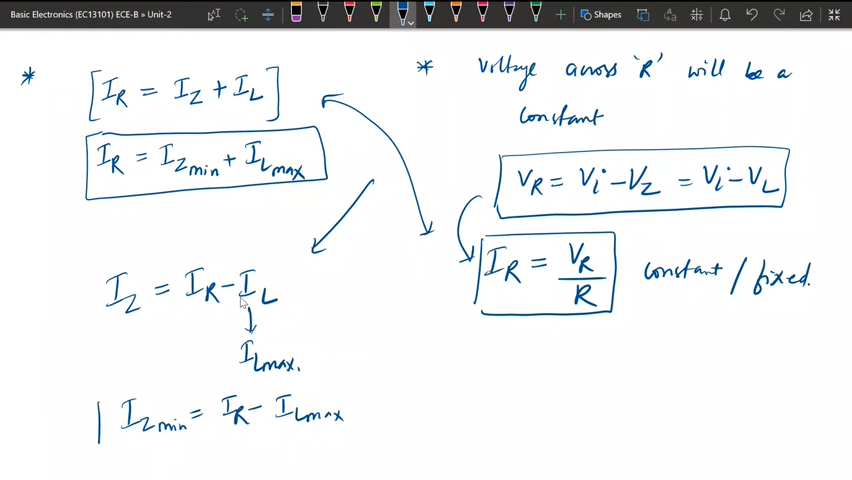 Basic Electronics (EC13101) ECE-B » Unit-2
Shapes
* [I_R = I_Z + I_L]
I_R = I_Zmin + I_Lmax
I_Z = I_R - I_L
I_Lmax.
I_Zmin = I_R - I_Lmax
* Voltage across 'R' will be a
constant
V_R = V_i - V_Z = V_i - V_L
I_R = V_R / R constant / fixed.